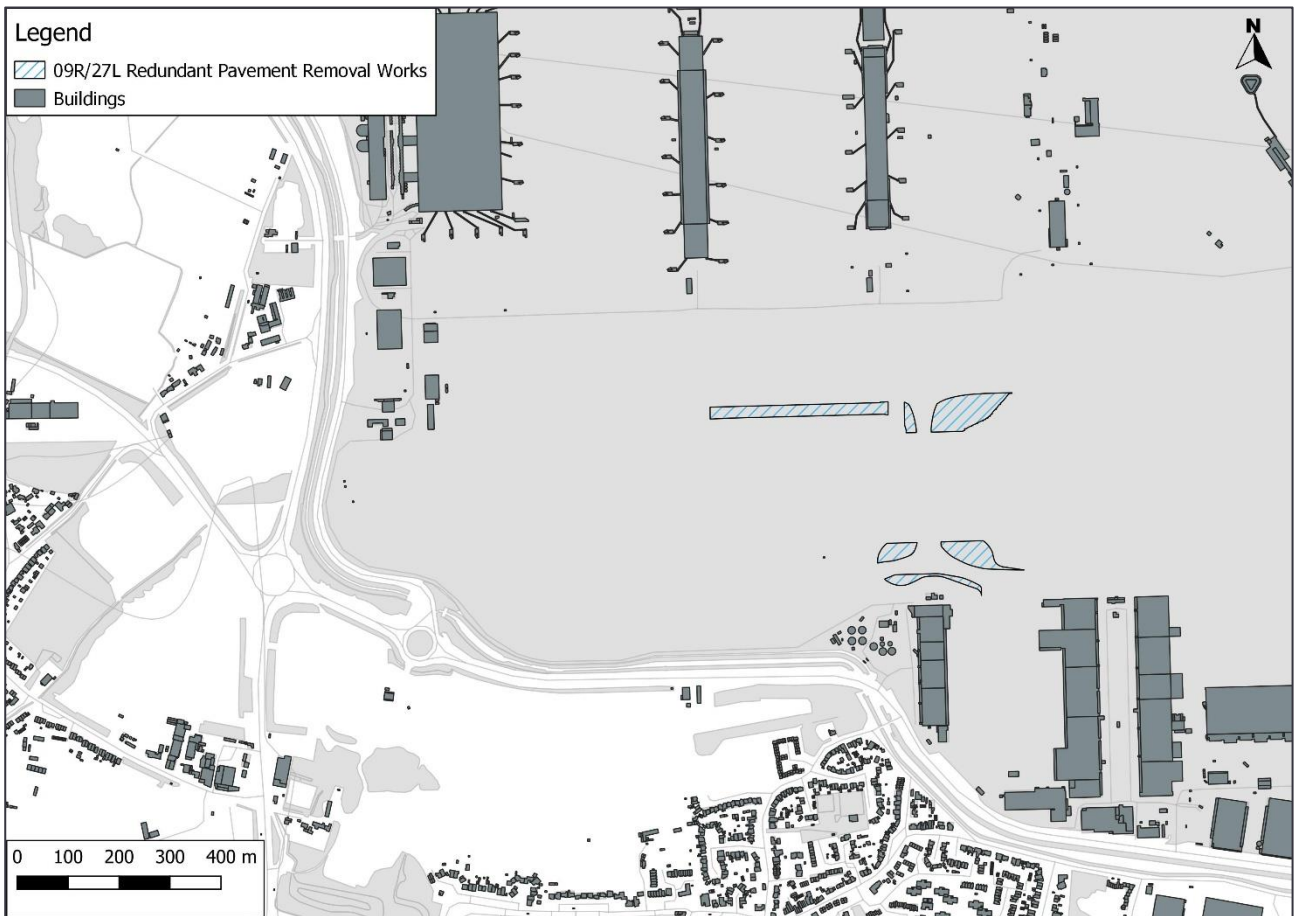 Legend
09R/27L Redundant Pavement Removal Works
Buildings
N
0 100 200 300 400 m